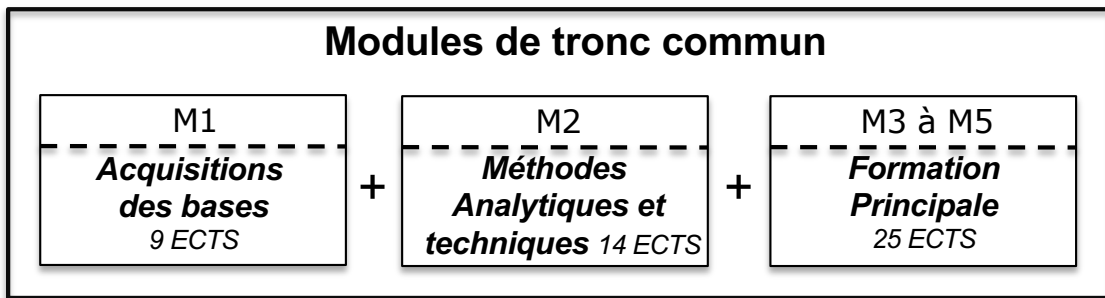 Modules de tronc commun
M1
Acquisitions
des bases
9 ECTS
+
M2
Méthodes
Analytiques et
techniques 14 ECTS
+
M3 à M5
Formation
Principale
25 ECTS